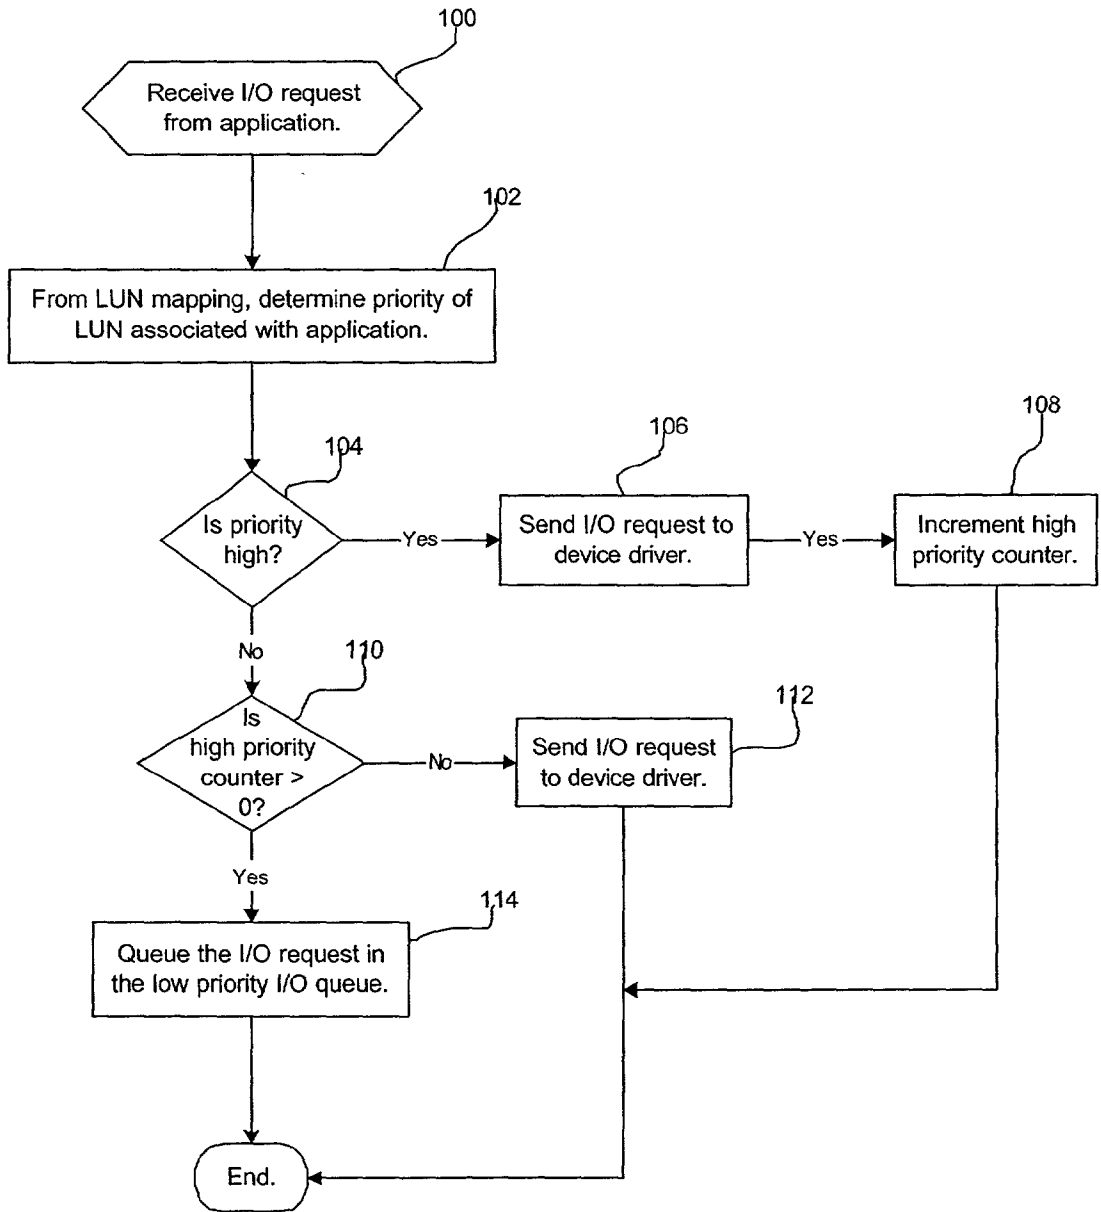 100
Receive I/O request
from application.
102
From LUN mapping, determine priority of
LUN associated with application.
104
Is priority
high?
Yes
106
Send I/O request to
device driver.
Yes
108
Increment high
priority counter.
No
110
Is
high priority
counter >
0?
No
112
Send I/O request
to device driver.
Yes
114
Queue the I/O request in
the low priority I/O queue.
End.